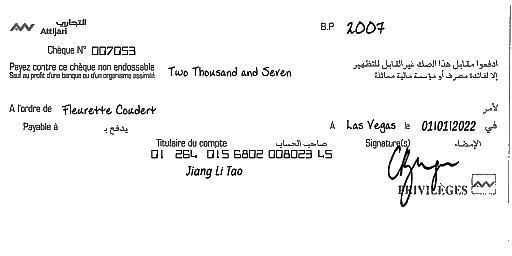 التجاري
Attijari
B.P 2007
Chèque N° 007053
Payez contre ce chèque non endossable
Sauf au profit d'une banque ou d'un organisme assimilé
Two Thousand and Seven
ادفعوا مقابل هذا الصك غير القابل للتظهير
إلا لفائدة مصرف أو مؤسسة مالية مماثلة
A l'ordre de Fleurette Coudert
لأمر
Payable à يدفع بـ
A Las Vegas le 01/01/2022 في
Titulaire du compte صاحب الحساب
Signature(s) الإمضاء
01 264 015 6802 008023 45
Jiang Li Tao
PRIVILÈGES